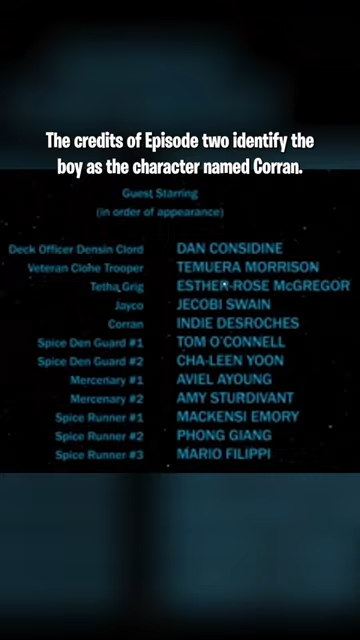 The credits of Episode two identify the
boy as the character named Corran.
Guest Starring
(in order of appearance)
Deck Officer Densin Clord DAN CONSIDINE
Veteran Clone Trooper TEMUERA MORRISON
Tetha Grig ESTHER-ROSE McGREGOR
Jayco JECOBI SWAIN
Corran INDIE DESROCHES
Spice Den Guard #1 TOM O'CONNELL
Spice Den Guard #2 CHA-LEEN YOON
Mercenary #1 AVIEL AYOUNG
Mercenary #2 AMY STURDIVANT
Spice Runner #1 MACKENSI EMORY
Spice Runner #2 PHONG GIANG
Spice Runner #3 MARIO FILIPPI